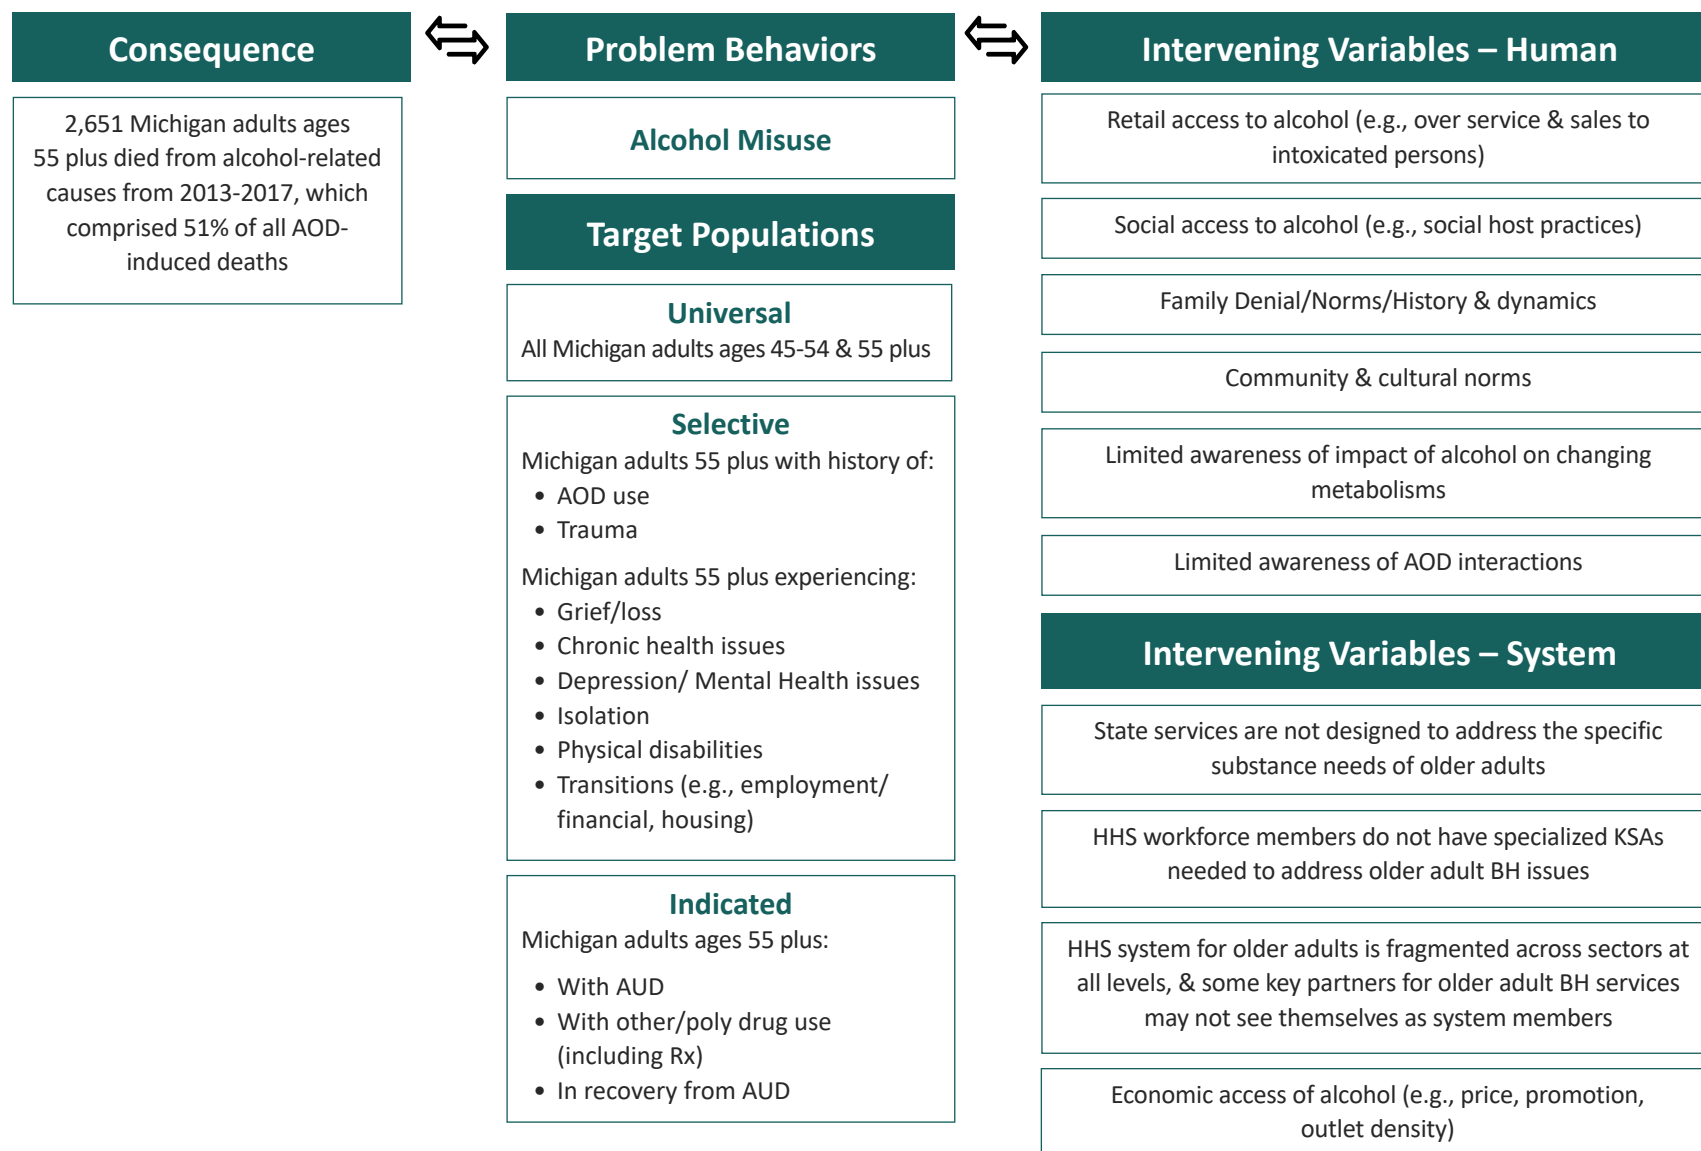 Consequence
2,651 Michigan adults ages
55 plus died from alcohol-related
causes from 2013-2017, which
comprised 51% of all AOD-
induced deaths
Problem Behaviors
Alcohol Misuse
Target Populations
Universal
All Michigan adults ages 45-54 & 55 plus
Selective
Michigan adults 55 plus with history of:
• AOD use
• Trauma
Michigan adults 55 plus experiencing:
• Grief/loss
• Chronic health issues
• Depression/ Mental Health issues
• Isolation
• Physical disabilities
• Transitions (e.g., employment/
financial, housing)
Indicated
Michigan adults ages 55 plus:
• With AUD
• With other/poly drug use
(including Rx)
• In recovery from AUD
Intervening Variables – Human
Retail access to alcohol (e.g., over service & sales to
intoxicated persons)
Social access to alcohol (e.g., social host practices)
Family Denial/Norms/History & dynamics
Community & cultural norms
Limited awareness of impact of alcohol on changing
metabolisms
Limited awareness of AOD interactions
Intervening Variables – System
State services are not designed to address the specific
substance needs of older adults
HHS workforce members do not have specialized KSAs
needed to address older adult BH issues
HHS system for older adults is fragmented across sectors at
all levels, & some key partners for older adult BH services
may not see themselves as system members
Economic access of alcohol (e.g., price, promotion,
outlet density)